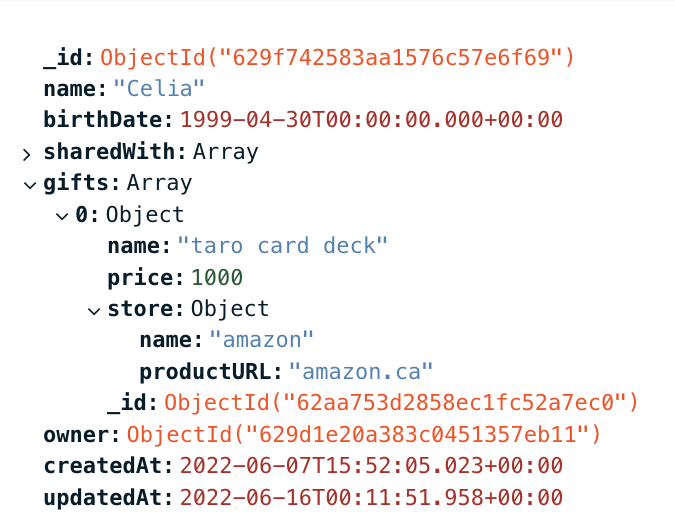 _id: ObjectId("629f742583aa1576c57e6f69")
name: "Celia"
birthDate: 1999-04-30T00:00:00.000+00:00
sharedWith: Array
gifts: Array
0: Object
name: "taro card deck"
price: 1000
store: Object
name: "amazon"
productURL: "amazon.ca"
_id: ObjectId("62aa753d2858ec1fc52a7ec0")
owner: ObjectId("629d1e20a383c0451357eb11")
createdAt: 2022-06-07T15:52:05.023+00:00
updatedAt: 2022-06-16T00:11:51.958+00:00